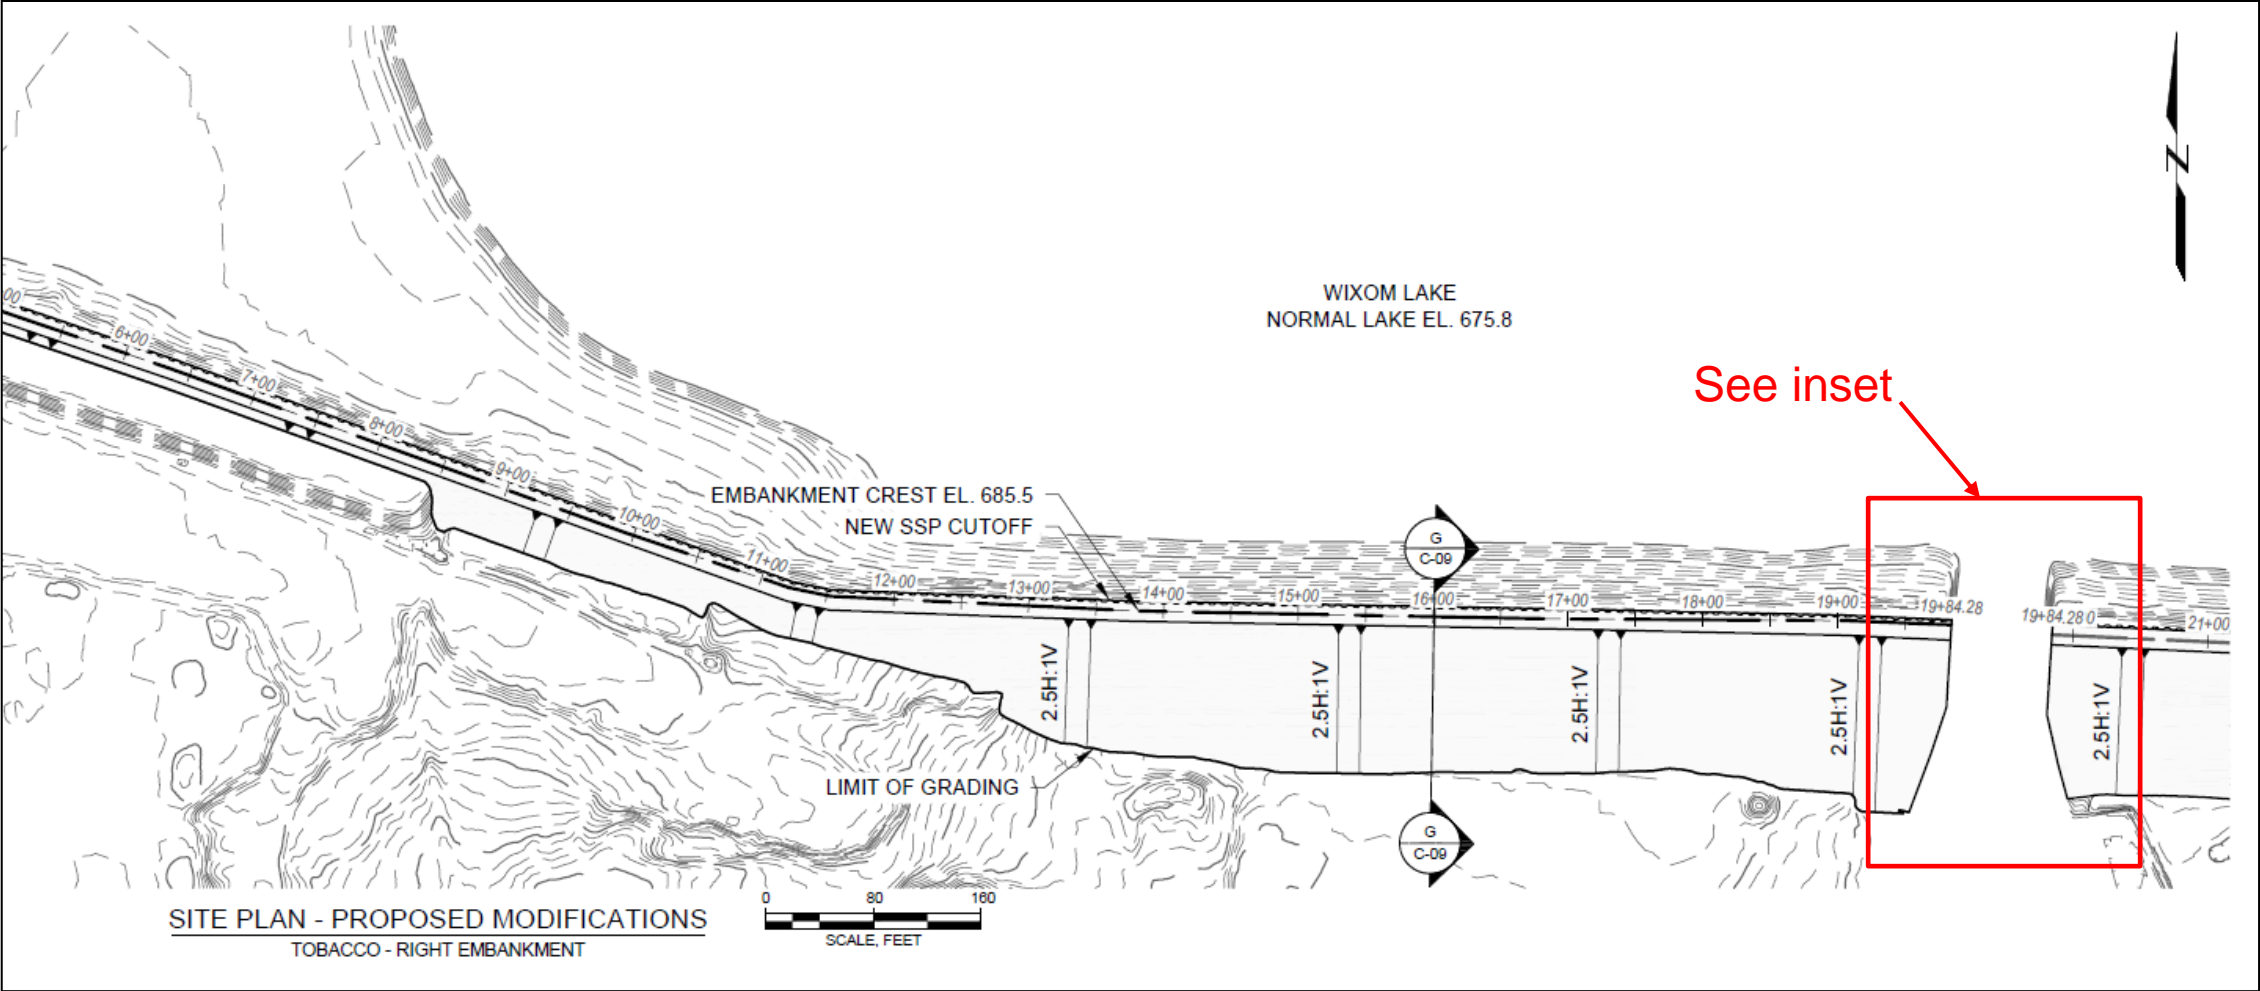 N
WIXOM LAKE
NORMAL LAKE EL. 675.8
See inset
00
6+00
7+00
8+00
9+00
10+00
11+00
EMBANKMENT CREST EL. 685.5
NEW SSP CUTOFF
G
C-09
12+00
13+00
14+00
15+00
16+00
17+00
18+00
19+00
19+84.28
19+84.28 0
21+00
2.5H:1V
2.5H:1V
2.5H:1V
2.5H:1V
2.5H:1V
LIMIT OF GRADING
G
C-09
SITE PLAN - PROPOSED MODIFICATIONS
TOBACCO - RIGHT EMBANKMENT
0 80 160
SCALE, FEET